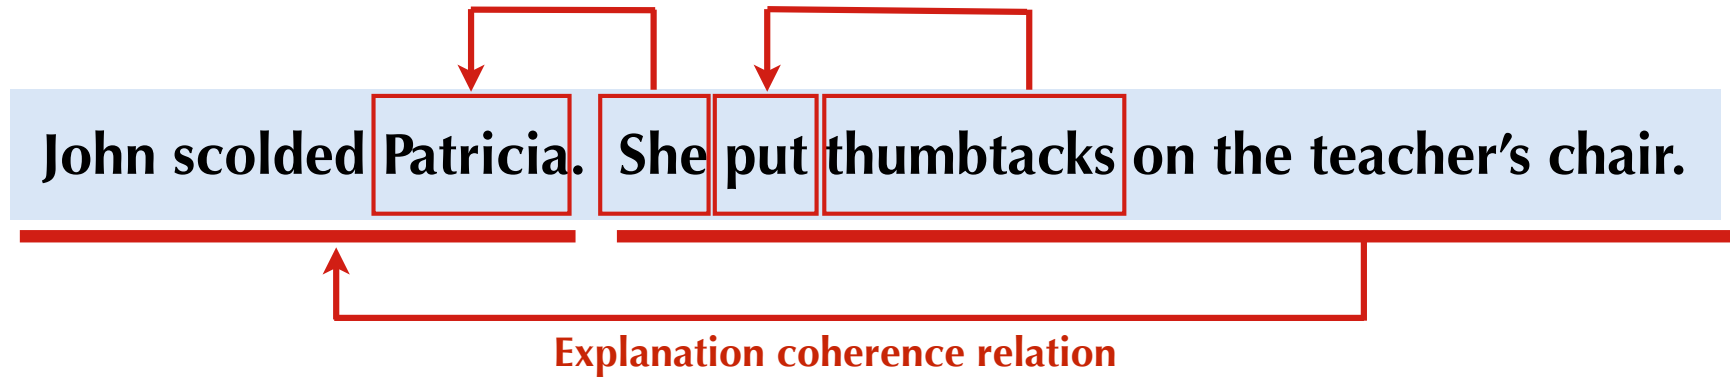 John scolded Patricia. She put thumbtacks on the teacher’s chair.
Explanation coherence relation